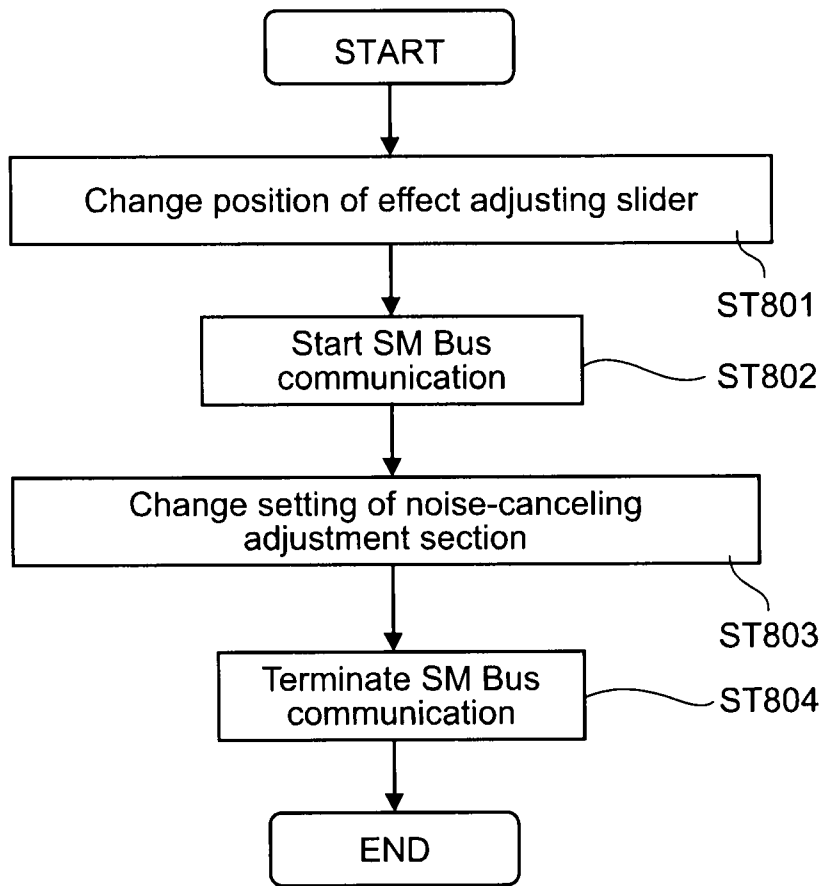 START
Change position of effect adjusting slider
ST801
Start SM Bus
communication
ST802
Change setting of noise-canceling
adjustment section
ST803
Terminate SM Bus
communication
ST804
END